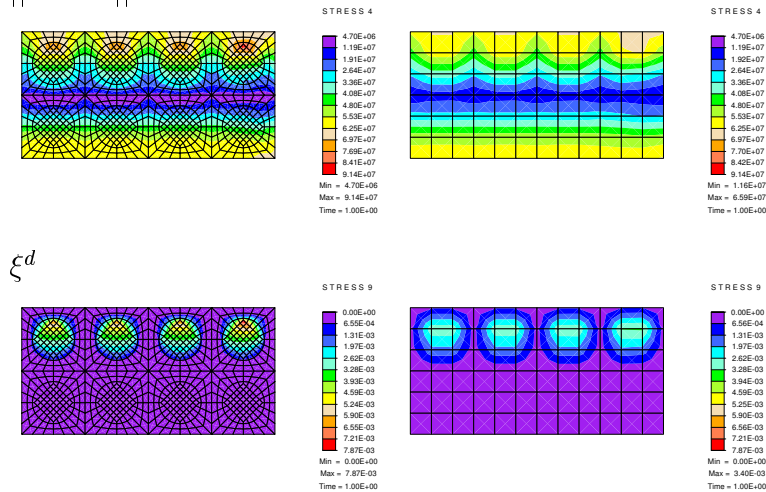 STRESS 4
4.70E+06
1.19E+07
1.91E+07
2.64E+07
3.36E+07
4.08E+07
4.80E+07
5.53E+07
6.25E+07
6.97E+07
7.69E+07
8.41E+07
9.14E+07
Min = 4.70E+06
Max = 9.14E+07
Time = 1.00E+00
STRESS 4
4.70E+06
1.19E+07
1.92E+07
2.64E+07
3.36E+07
4.08E+07
4.80E+07
5.53E+07
6.25E+07
6.97E+07
7.70E+07
8.42E+07
9.14E+07
Min = 1.16E+07
Max = 6.59E+07
Time = 1.00E+00
ξ^d
STRESS 9
0.00E+00
6.55E-04
1.31E-03
1.97E-03
2.62E-03
3.28E-03
3.93E-03
4.59E-03
5.24E-03
5.90E-03
6.55E-03
7.21E-03
7.87E-03
Min = 0.00E+00
Max = 7.87E-03
Time = 1.00E+00
STRESS 9
0.00E+00
6.56E-04
1.31E-03
1.97E-03
2.62E-03
3.28E-03
3.94E-03
4.59E-03
5.25E-03
5.90E-03
6.56E-03
7.21E-03
7.87E-03
Min = 0.00E+00
Max = 3.40E-03
Time = 1.00E+00